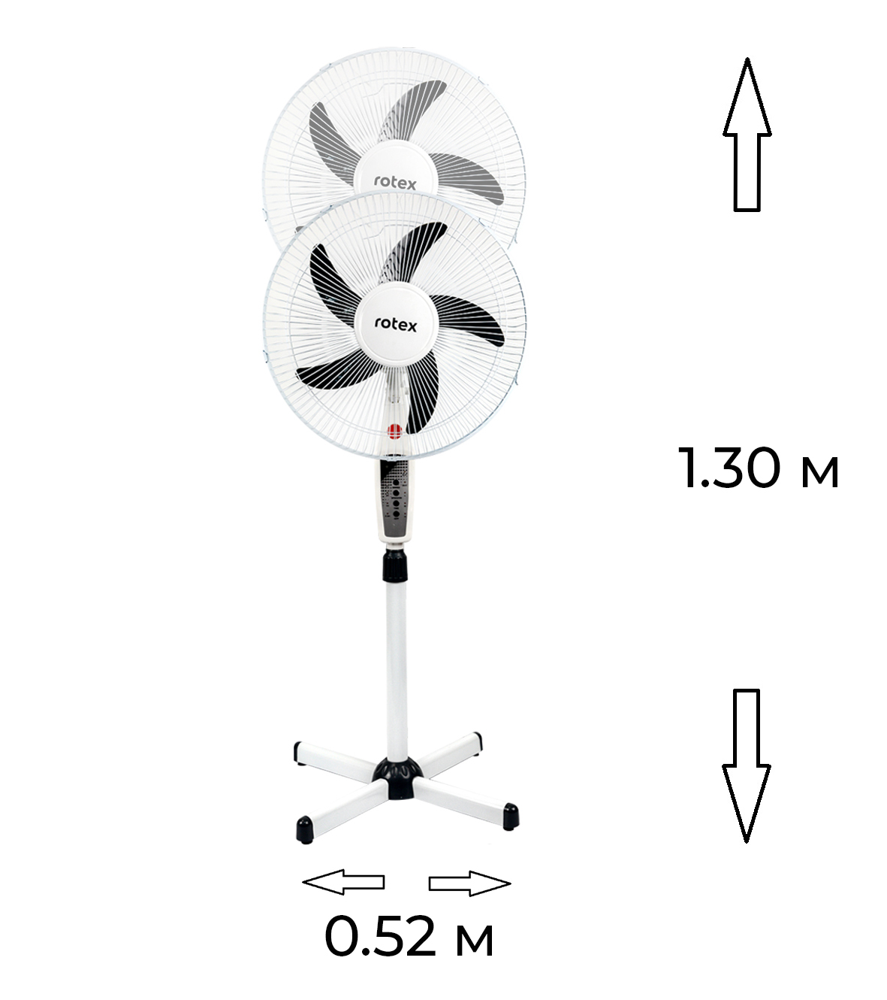 rotex
rotex
1.30 м
0.52 м